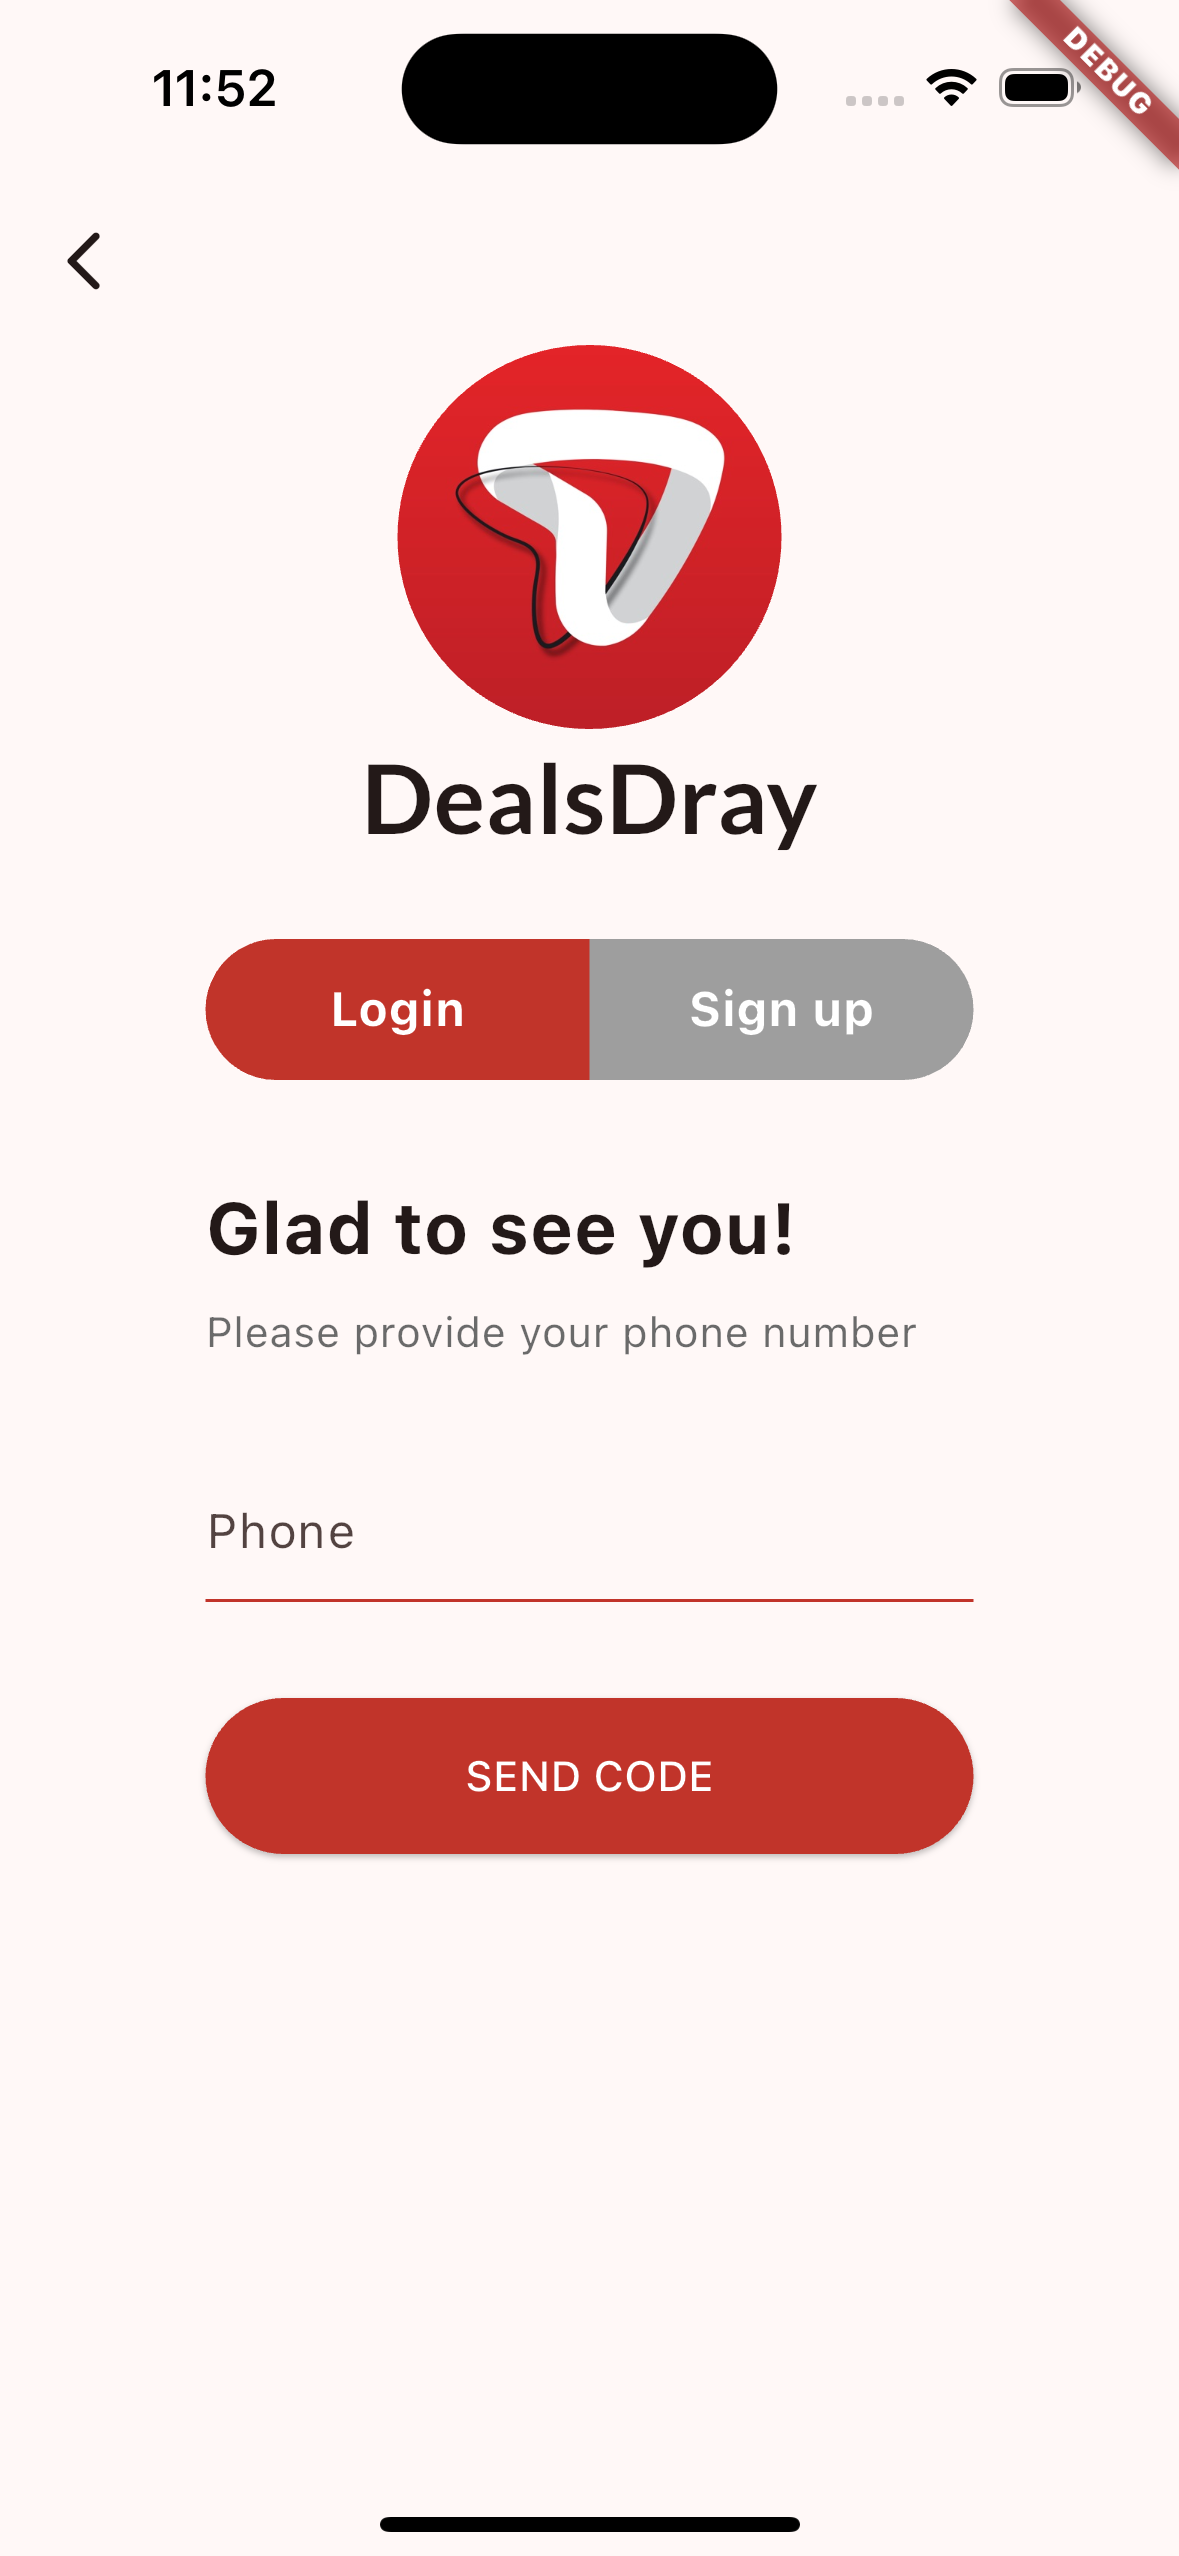 11:52
DEBUG
DealsDray
Login
Sign up
Glad to see you!
Please provide your phone number
Phone
SEND CODE